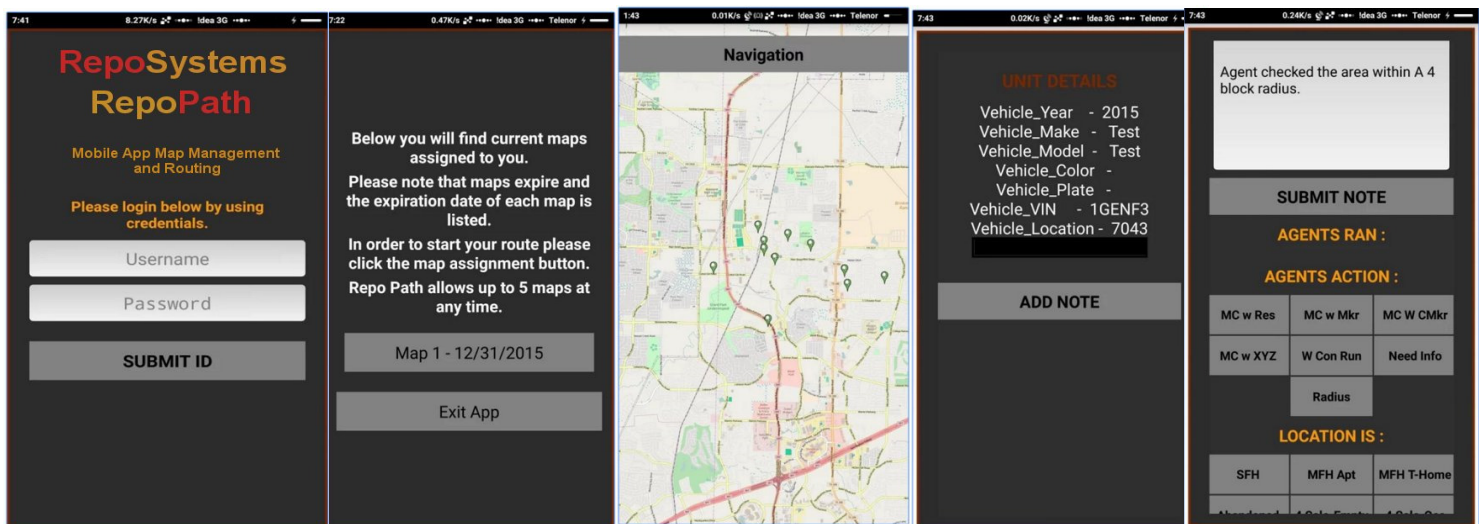 7:41 8.27K/s !dea 3G
RepoSystems
RepoPath
Mobile App Map Management
and Routing
Please login below by using
credentials.
Username
Password
SUBMIT ID
7:22 0.47K/s !dea 3G Telenor
Below you will find current maps
assigned to you.
Please note that maps expire and
the expiration date of each map is
listed.
In order to start your route please
click the map assignment button.
Repo Path allows up to 5 maps at
any time.
Map 1 - 12/31/2015
Exit App
1:43 0.01K/s !dea 3G Telenor
Navigation
7:43 0.02K/s !dea 3G Telenor
UNIT DETAILS
Vehicle_Year - 2015
Vehicle_Make - Test
Vehicle_Model - Test
Vehicle_Color -
Vehicle_Plate -
Vehicle_VIN - 1GENF3
Vehicle_Location - 7043
ADD NOTE
7:43 0.24K/s !dea 3G Telenor
Agent checked the area within A 4
block radius.
SUBMIT NOTE
AGENTS RAN :
AGENTS ACTION :
MC w Res MC w Mkr MC W CMkr
MC w XYZ W Con Run Need Info
Radius
LOCATION IS :
SFH MFH Apt MFH T-Home